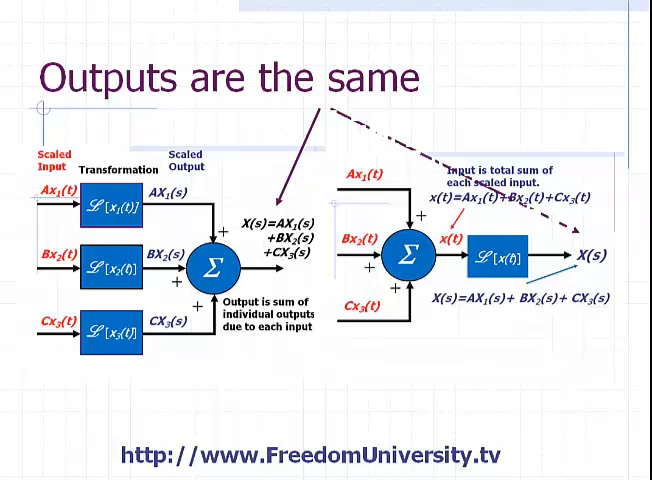 Outputs are the same
Scaled
Input
Transformation
Scaled
Output
Ax₁(t)
ℒ [x₁(t)]
AX₁(s)
+
Bx₂(t)
ℒ [x₂(t)]
BX₂(s)
+
Σ
Cx₃(t)
ℒ [x₃(t)]
CX₃(s)
+
X(s)=AX₁(s)
+BX₂(s)
+CX₃(s)
Output is sum of
individual outputs
due to each input
Ax₁(t)
+
Bx₂(t)
+
Σ
Cx₃(t)
+
Input is total sum of
each scaled input.
x(t)=Ax₁(t)+Bx₂(t)+Cx₃(t)
x(t)
ℒ [x(t)]
X(s)
X(s)=AX₁(s)+ BX₂(s)+ CX₃(s)
http://www.FreedomUniversity.tv